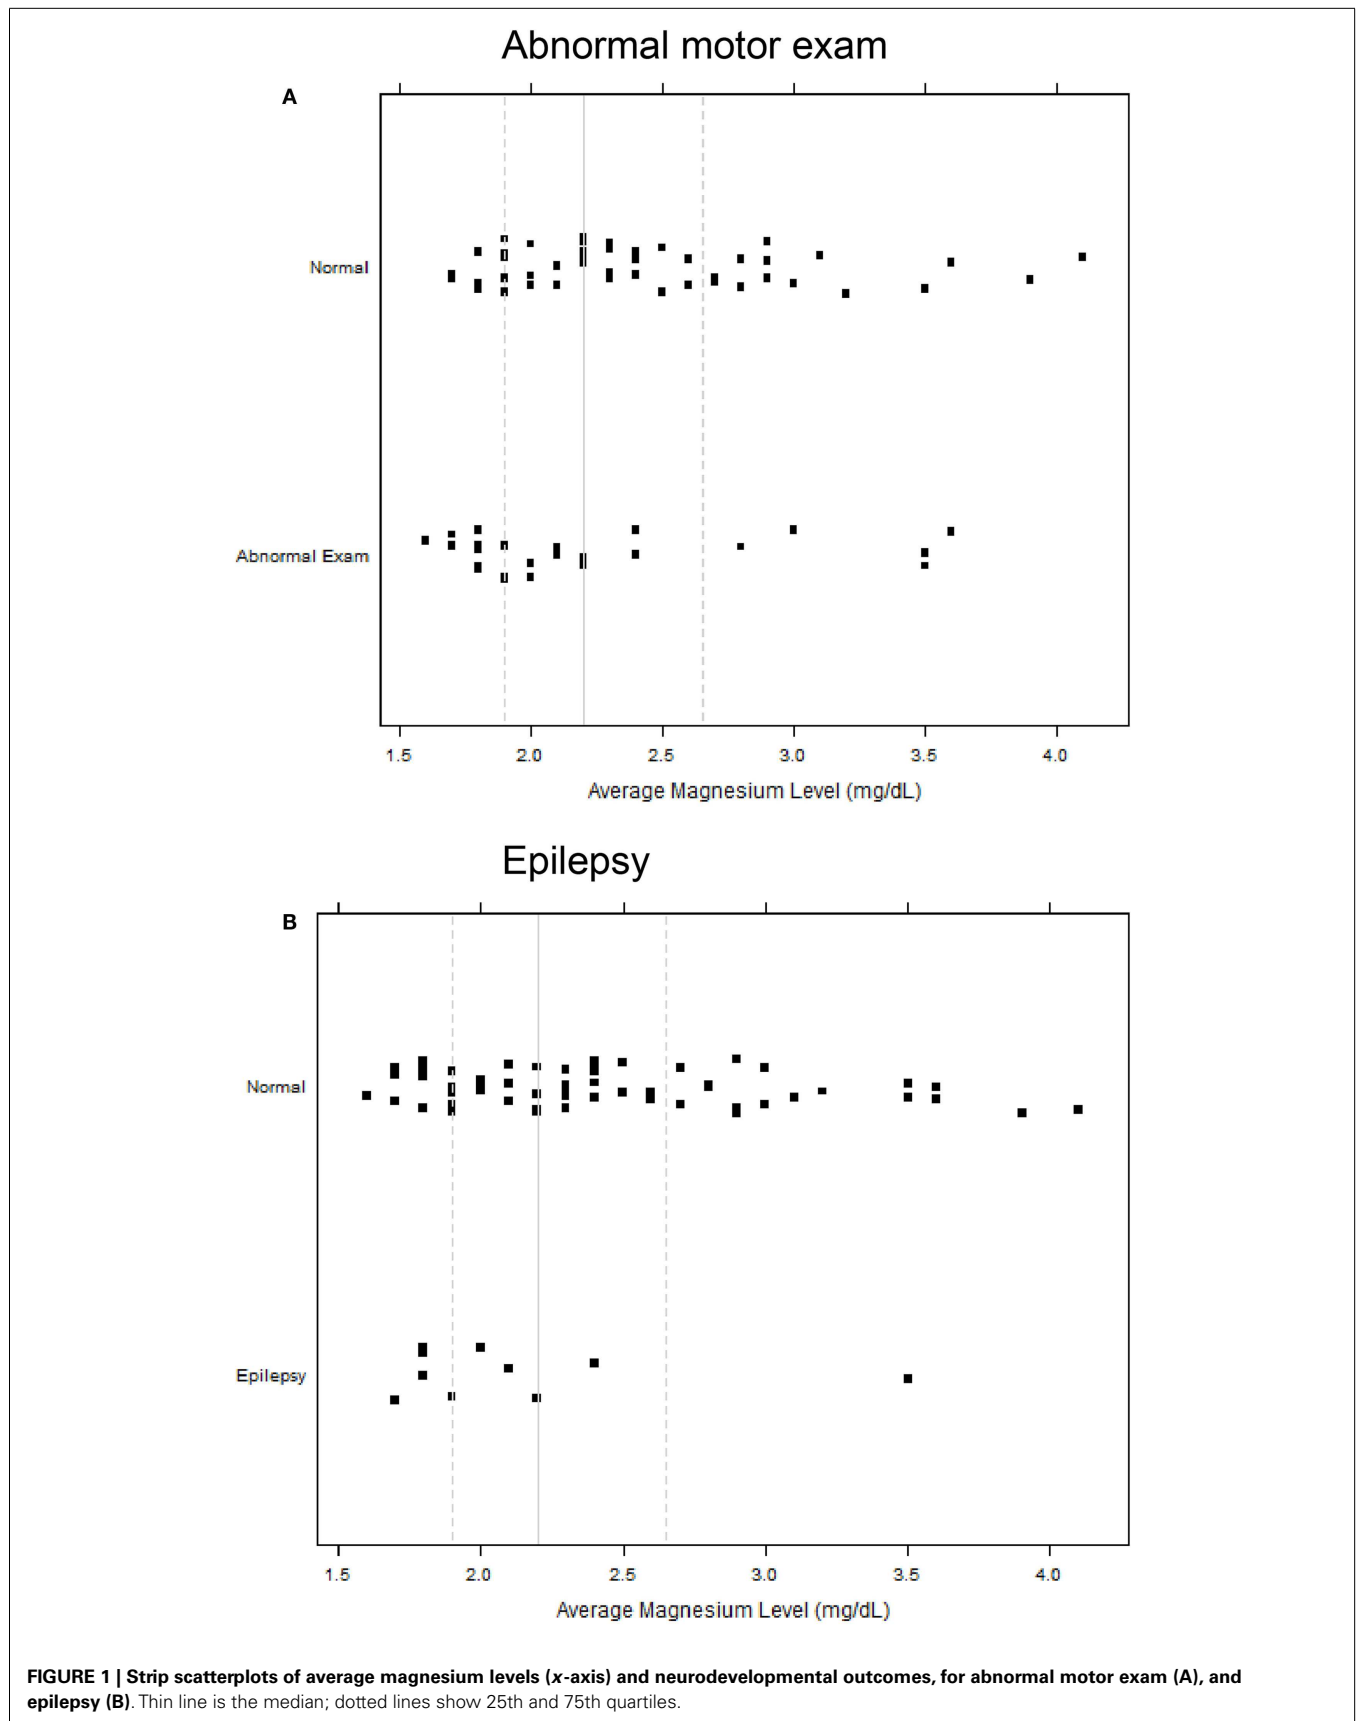 Abnormal motor exam
A
Normal
Abnormal Exam
1.5 2.0 2.5 3.0 3.5 4.0
Average Magnesium Level (mg/dL)
Epilepsy
B
Normal
Epilepsy
1.5 2.0 2.5 3.0 3.5 4.0
Average Magnesium Level (mg/dL)
FIGURE 1 | Strip scatterplots of average magnesium levels (x-axis) and neurodevelopmental outcomes, for abnormal motor exam (A), and
epilepsy (B). Thin line is the median; dotted lines show 25th and 75th quartiles.